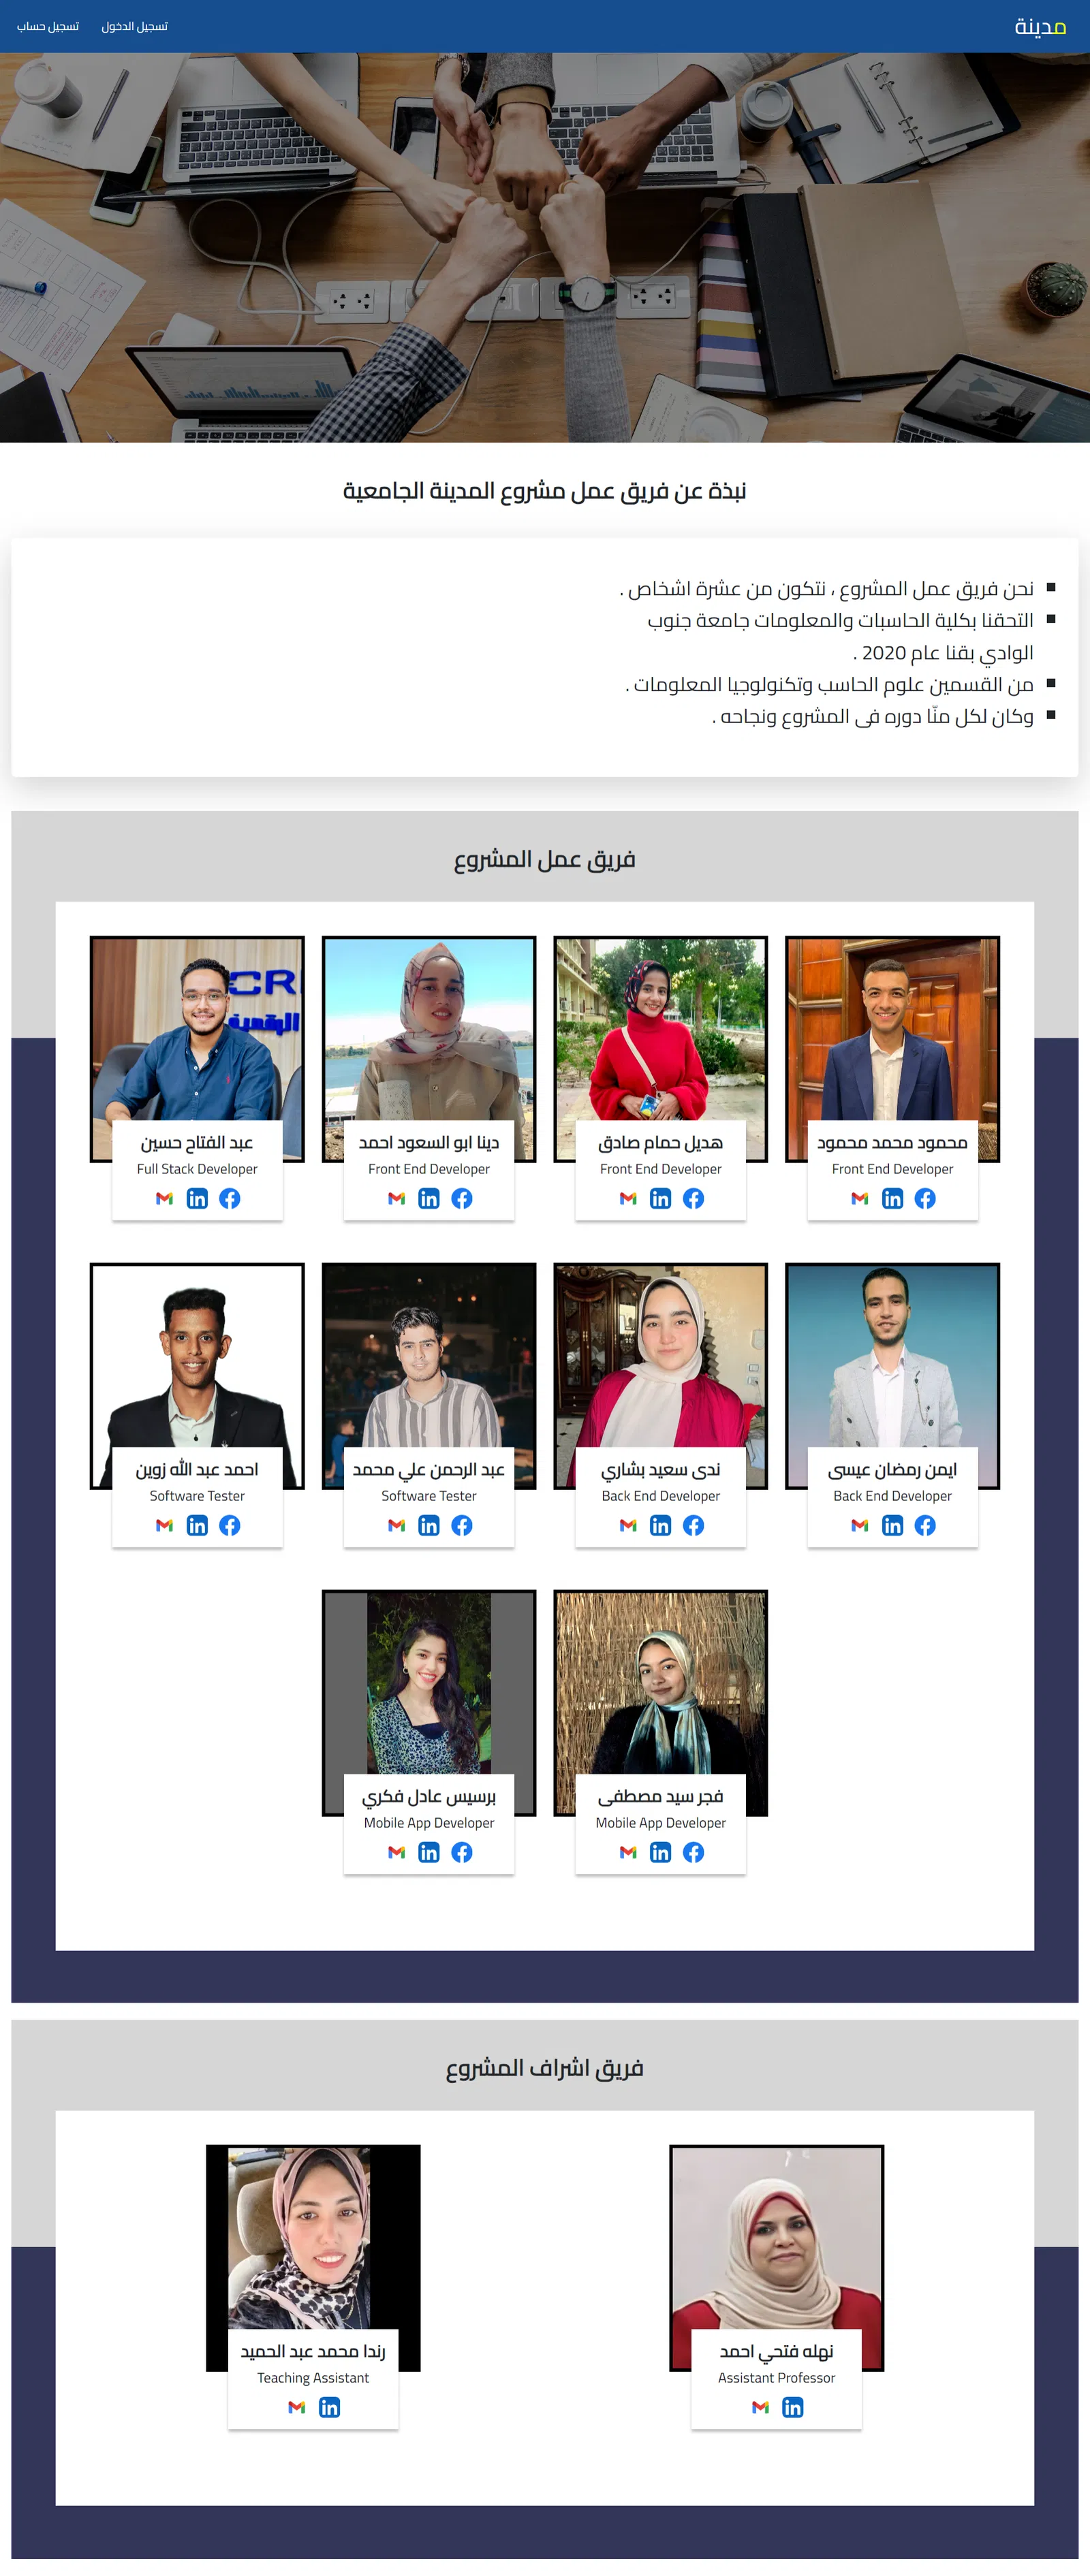 مدينة
تسجيل الدخول
تسجيل حساب
نبذة عن فريق عمل مشروع المدينة الجامعية
نحن فريق عمل المشروع ، نتكون من عشرة اشخاص .
التحقنا بكلية الحاسبات والمعلومات جامعة جنوب
الوادي بقنا عام 2020 .
من القسمين علوم الحاسب وتكنولوجيا المعلومات .
وكان لكل منّا دوره فى المشروع ونجاحه .
فريق عمل المشروع
محمود محمد محمود
Front End Developer
هديل حمام صادق
Front End Developer
دينا ابو السعود احمد
Front End Developer
CRI
الرقمية
عبد الفتاح حسين
Full Stack Developer
ايمن رمضان عيسى
Back End Developer
ندى سعيد بشاري
Back End Developer
عبد الرحمن علي محمد
Software Tester
احمد عبد الله زوين
Software Tester
فجر سيد مصطفى
Mobile App Developer
برسيس عادل فكري
Mobile App Developer
فريق اشراف المشروع
نهله فتحي احمد
Assistant Professor
رندا محمد عبد الحميد
Teaching Assistant